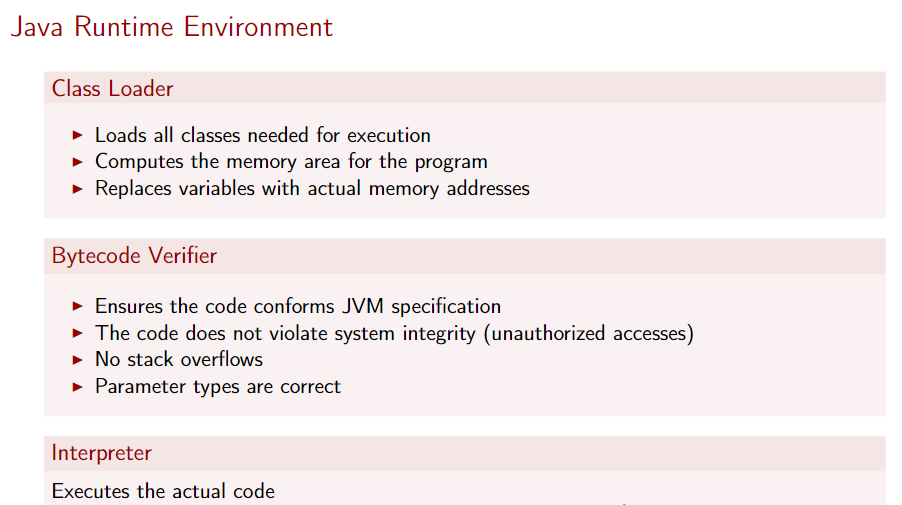 Java Runtime Environment
Class Loader
▶ Loads all classes needed for execution
▶ Computes the memory area for the program
▶ Replaces variables with actual memory addresses
Bytecode Verifier
▶ Ensures the code conforms JVM specification
▶ The code does not violate system integrity (unauthorized accesses)
▶ No stack overflows
▶ Parameter types are correct
Interpreter
Executes the actual code